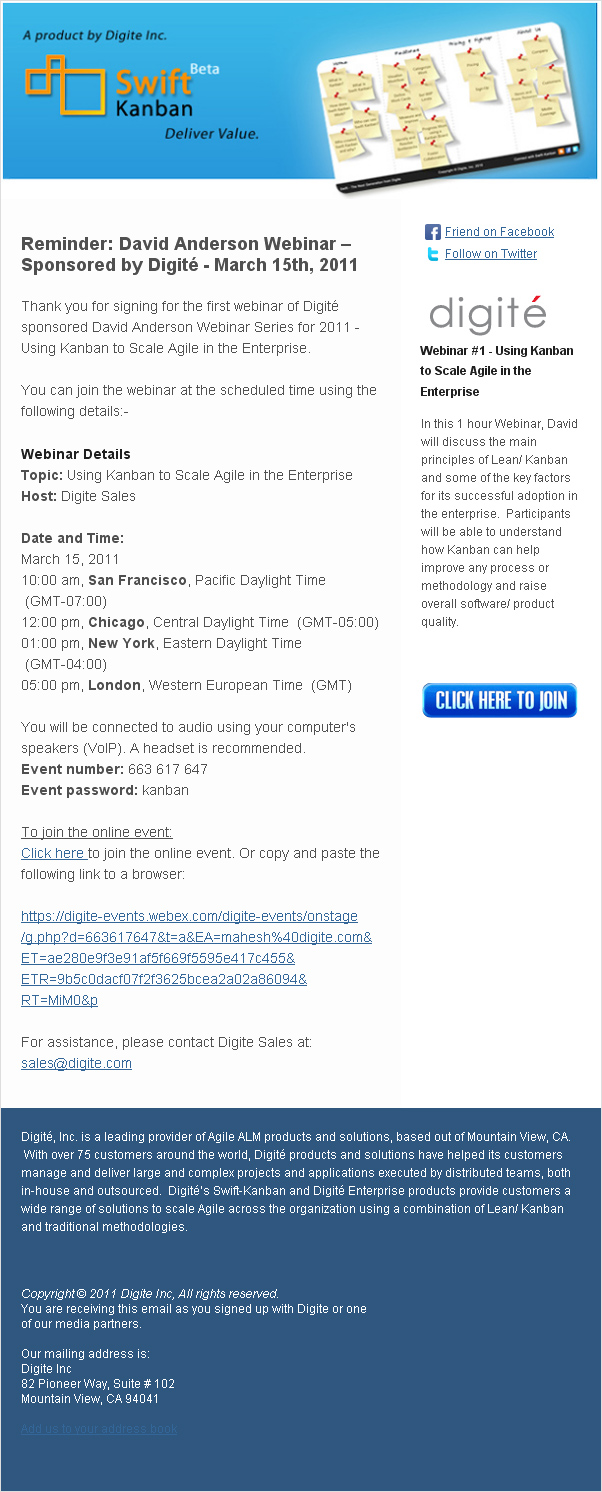 A product by Digite Inc.
Swift Beta
Kanban
Deliver Value.
Reminder: David Anderson Webinar –
Sponsored by Digité - March 15th, 2011
Thank you for signing for the first webinar of Digité
sponsored David Anderson Webinar Series for 2011 -
Using Kanban to Scale Agile in the Enterprise.
You can join the webinar at the scheduled time using the
following details:-
Webinar Details
Topic: Using Kanban to Scale Agile in the Enterprise
Host: Digite Sales
Date and Time:
March 15, 2011
10:00 am, San Francisco, Pacific Daylight Time
(GMT-07:00)
12:00 pm, Chicago, Central Daylight Time (GMT-05:00)
01:00 pm, New York, Eastern Daylight Time
(GMT-04:00)
05:00 pm, London, Western European Time (GMT)
You will be connected to audio using your computer's
speakers (VoIP). A headset is recommended.
Event number: 663 617 647
Event password: kanban
To join the online event:
Click here to join the online event. Or copy and paste the
following link to a browser:
https://digite-events.webex.com/digite-events/onstage
/g.php?d=663617647&t=a&EA=mahesh%40digite.com&
ET=ae280e9f3e91af5f669f5595e417c455&
ETR=9b5c0dacf07f2f3625bcea2a02a86094&
RT=MiM0&p
For assistance, please contact Digite Sales at:
sales@digite.com
Friend on Facebook
Follow on Twitter
digité
Webinar #1 - Using Kanban
to Scale Agile in the
Enterprise
In this 1 hour Webinar, David
will discuss the main
principles of Lean/ Kanban
and some of the key factors
for its successful adoption in
the enterprise. Participants
will be able to understand
how Kanban can help
improve any process or
methodology and raise
overall software/ product
quality.
CLICK HERE TO JOIN
Digité, Inc. is a leading provider of Agile ALM products and solutions, based out of Mountain View, CA.
With over 75 customers around the world, Digité products and solutions have helped its customers
manage and deliver large and complex projects and applications executed by distributed teams, both
in-house and outsourced. Digité's Swift-Kanban and Digité Enterprise products provide customers a
wide range of solutions to scale Agile across the organization using a combination of Lean/ Kanban
and traditional methodologies.
Copyright © 2011 Digite Inc, All rights reserved.
You are receiving this email as you signed up with Digite or one
of our media partners.
Our mailing address is:
Digite Inc
82 Pioneer Way, Suite # 102
Mountain View, CA 94041
Add us to your address book